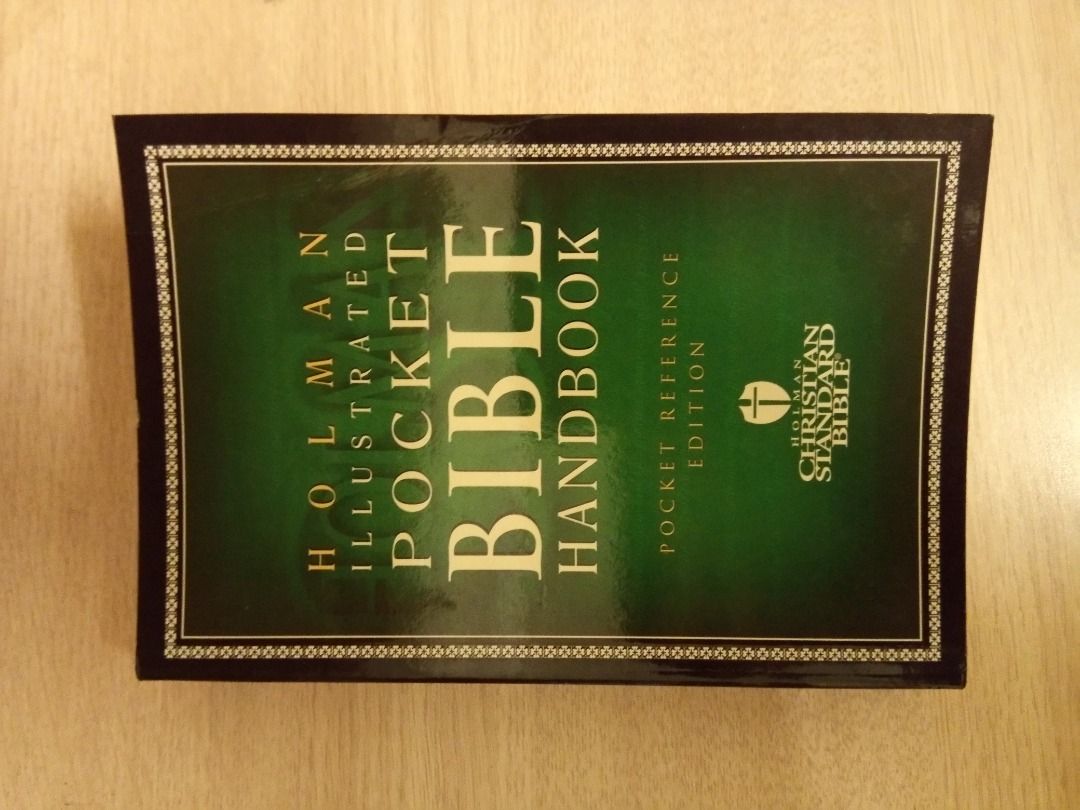 HOLMAN
ILLUSTRATED
POCKET
BIBLE
HANDBOOK
POCKET REFERENCE
EDITION
HOLMAN
CHRISTIAN
STANDARD
BIBLE®